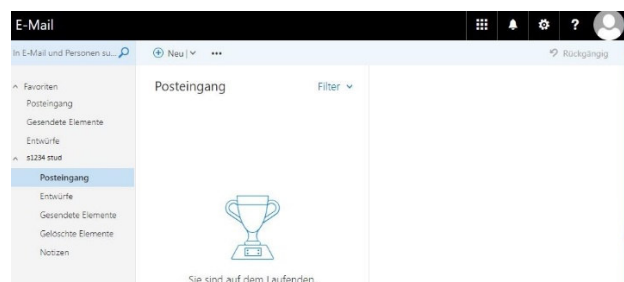 E-Mail
?
In E-Mail und Personen su...
Neu |
...
Rückgängig
Favoriten
Posteingang
Gesendete Elemente
Entwürfe
s1234 stud
Posteingang
Entwürfe
Gesendete Elemente
Gelöschte Elemente
Notizen
Posteingang
Filter
Sie sind auf dem Laufenden